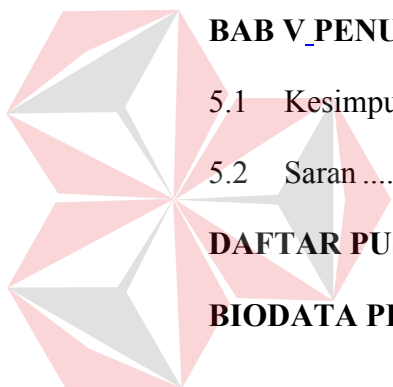 BAB V PENU
5.1 Kesimpu
5.2 Saran ....
DAFTAR PU
BIODATA P